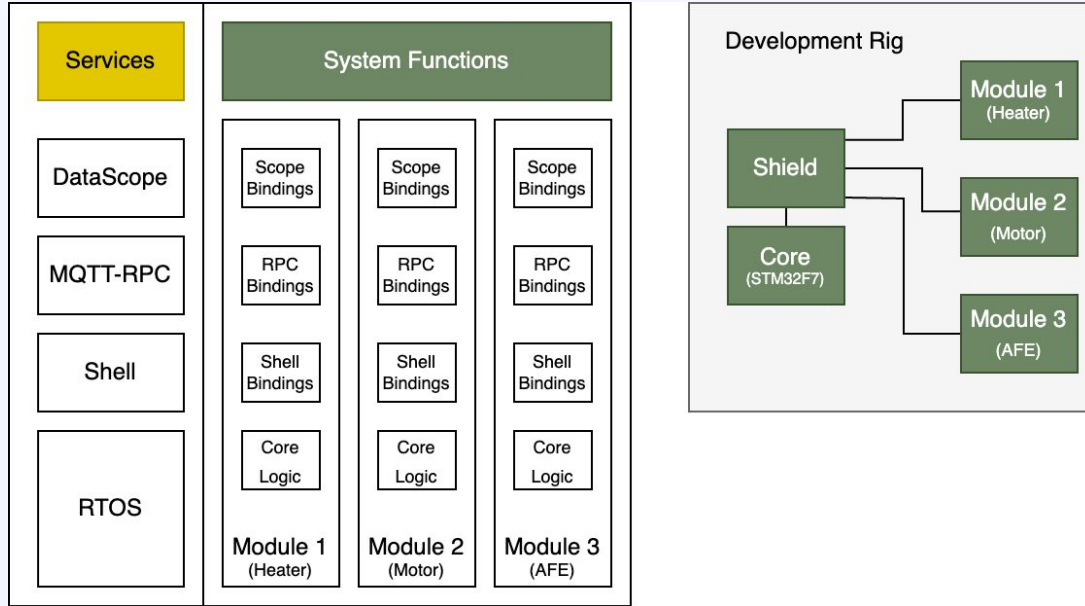 Services
System Functions
DataScope
MQTT-RPC
Shell
RTOS
Scope
Bindings
RPC
Bindings
Shell
Bindings
Core
Logic
Module 1
(Heater)
Scope
Bindings
RPC
Bindings
Shell
Bindings
Core
Logic
Module 2
(Motor)
Scope
Bindings
RPC
Bindings
Shell
Bindings
Core
Logic
Module 3
(AFE)
Development Rig
Shield
Core
(STM32F7)
Module 1
(Heater)
Module 2
(Motor)
Module 3
(AFE)